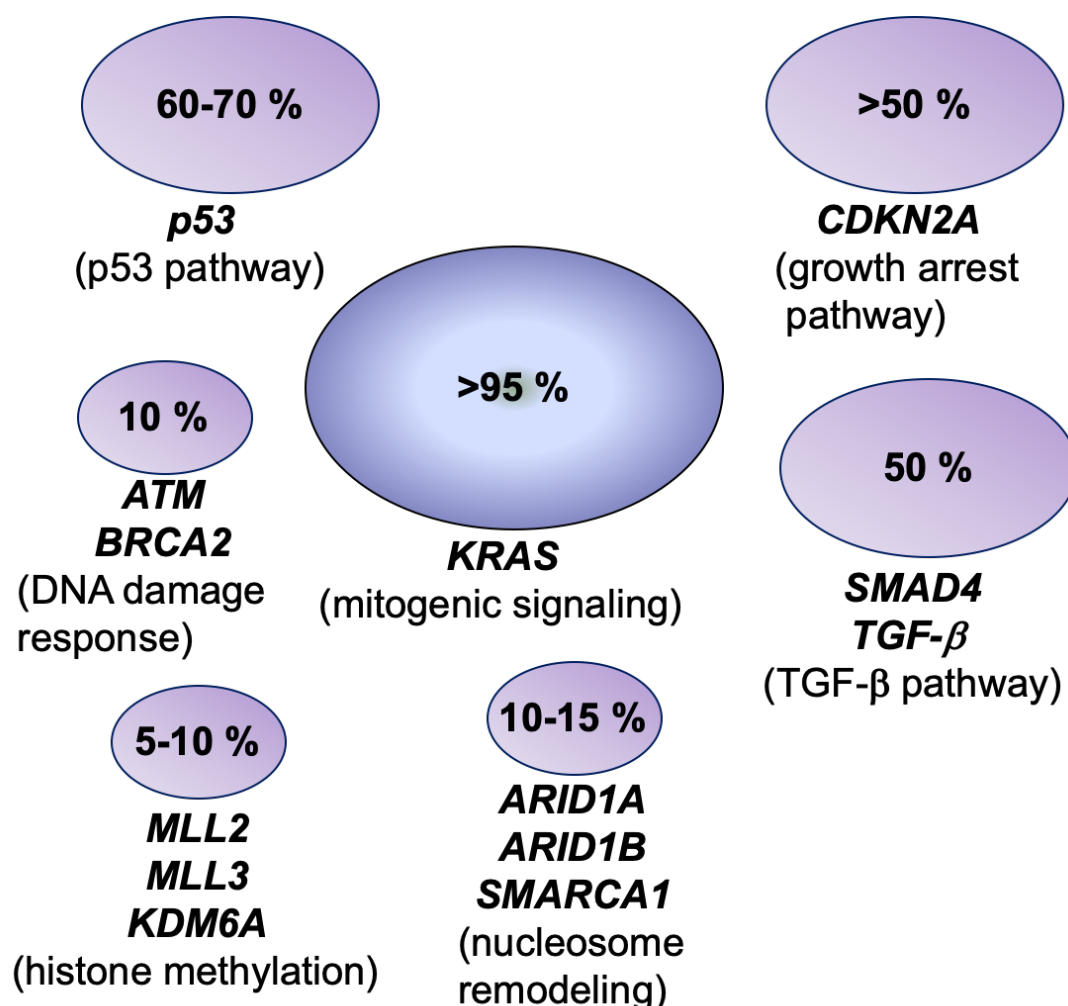 60-70 %
p53
(p53 pathway)
>50 %
CDKN2A
(growth arrest
pathway)
>95 %
KRAS
(mitogenic signaling)
10 %
ATM
BRCA2
(DNA damage
response)
50 %
SMAD4
TGF-β
(TGF-β pathway)
5-10 %
MLL2
MLL3
KDM6A
(histone methylation)
10-15 %
ARID1A
ARID1B
SMARCA1
(nucleosome
remodeling)